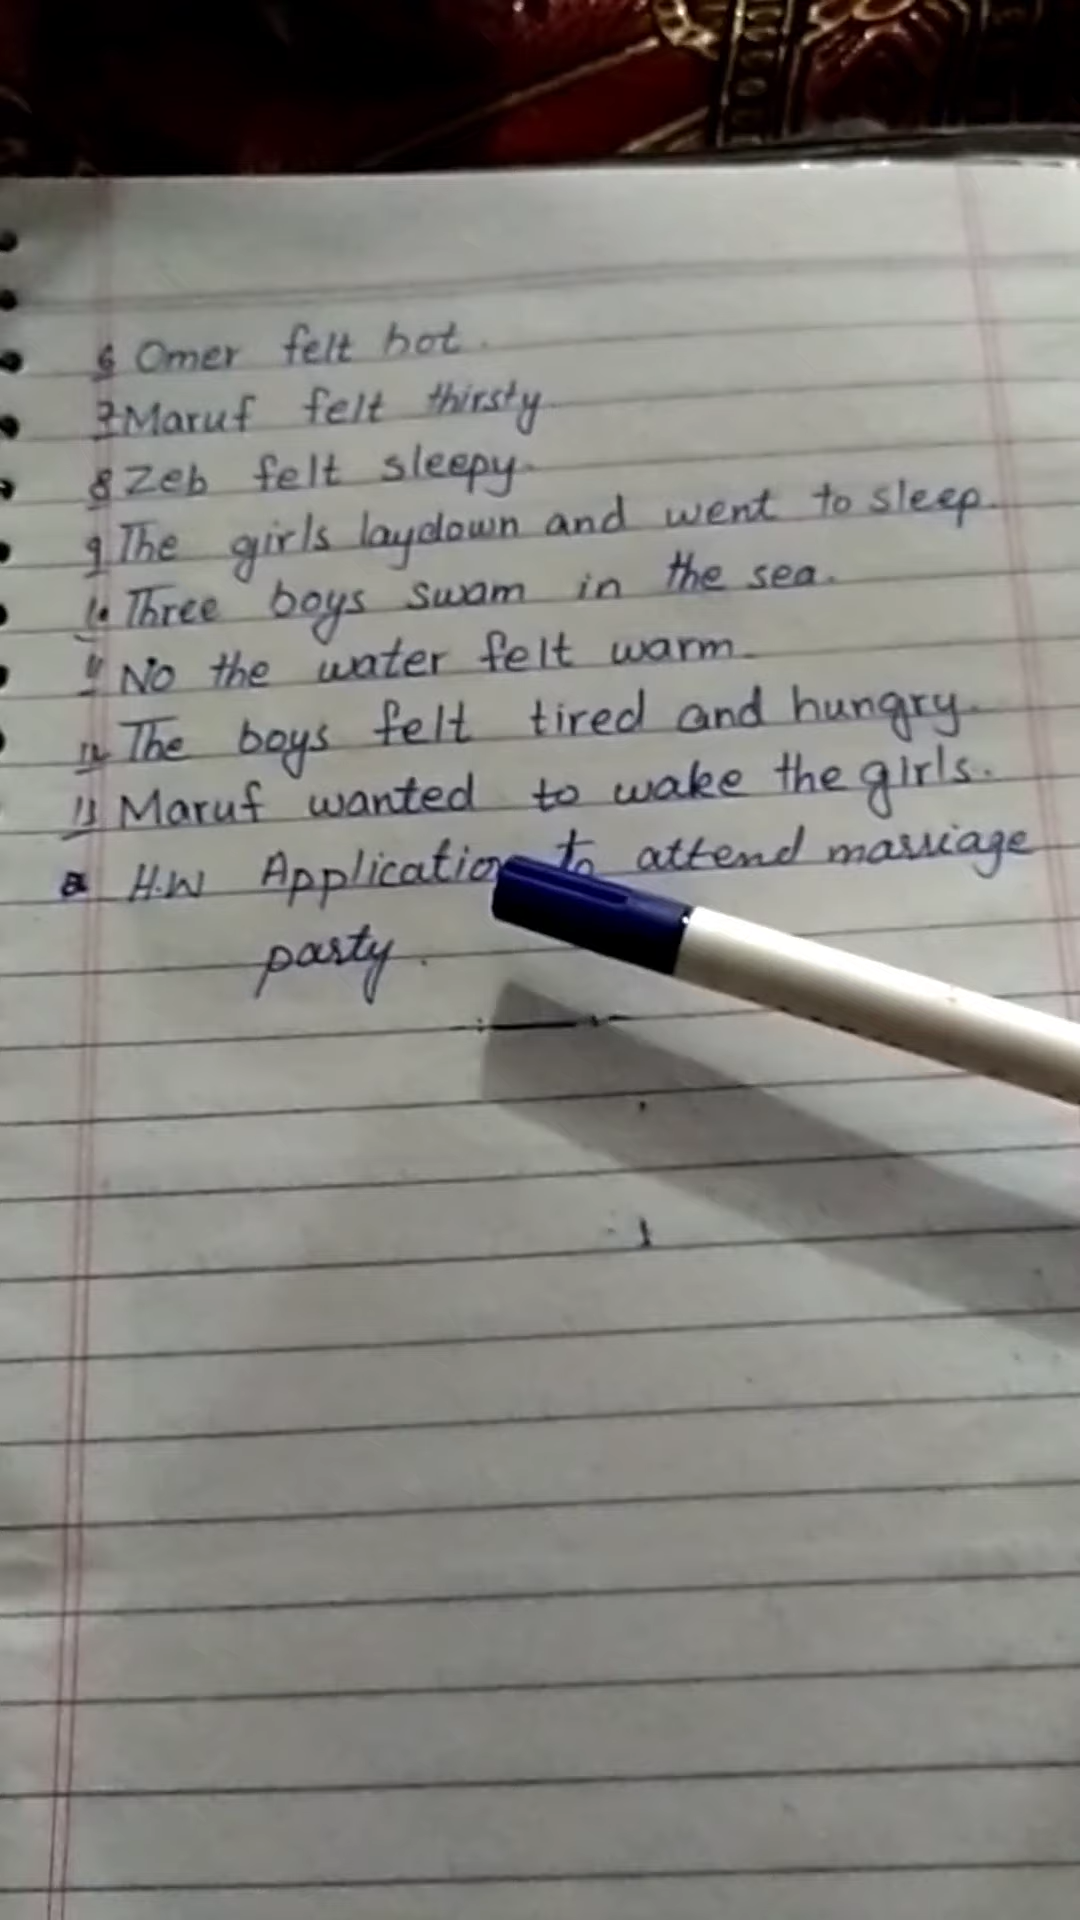 6 Omer felt hot.
7 Maruf felt thirsty
8 Zeb felt sleepy.
9 The girls laydown and went to sleep.
10 Three boys swam in the sea.
11 No the water felt warm.
12 The boys felt tired and hungry.
13 Maruf wanted to wake the girls.
H.W Application to attend marriage
party.